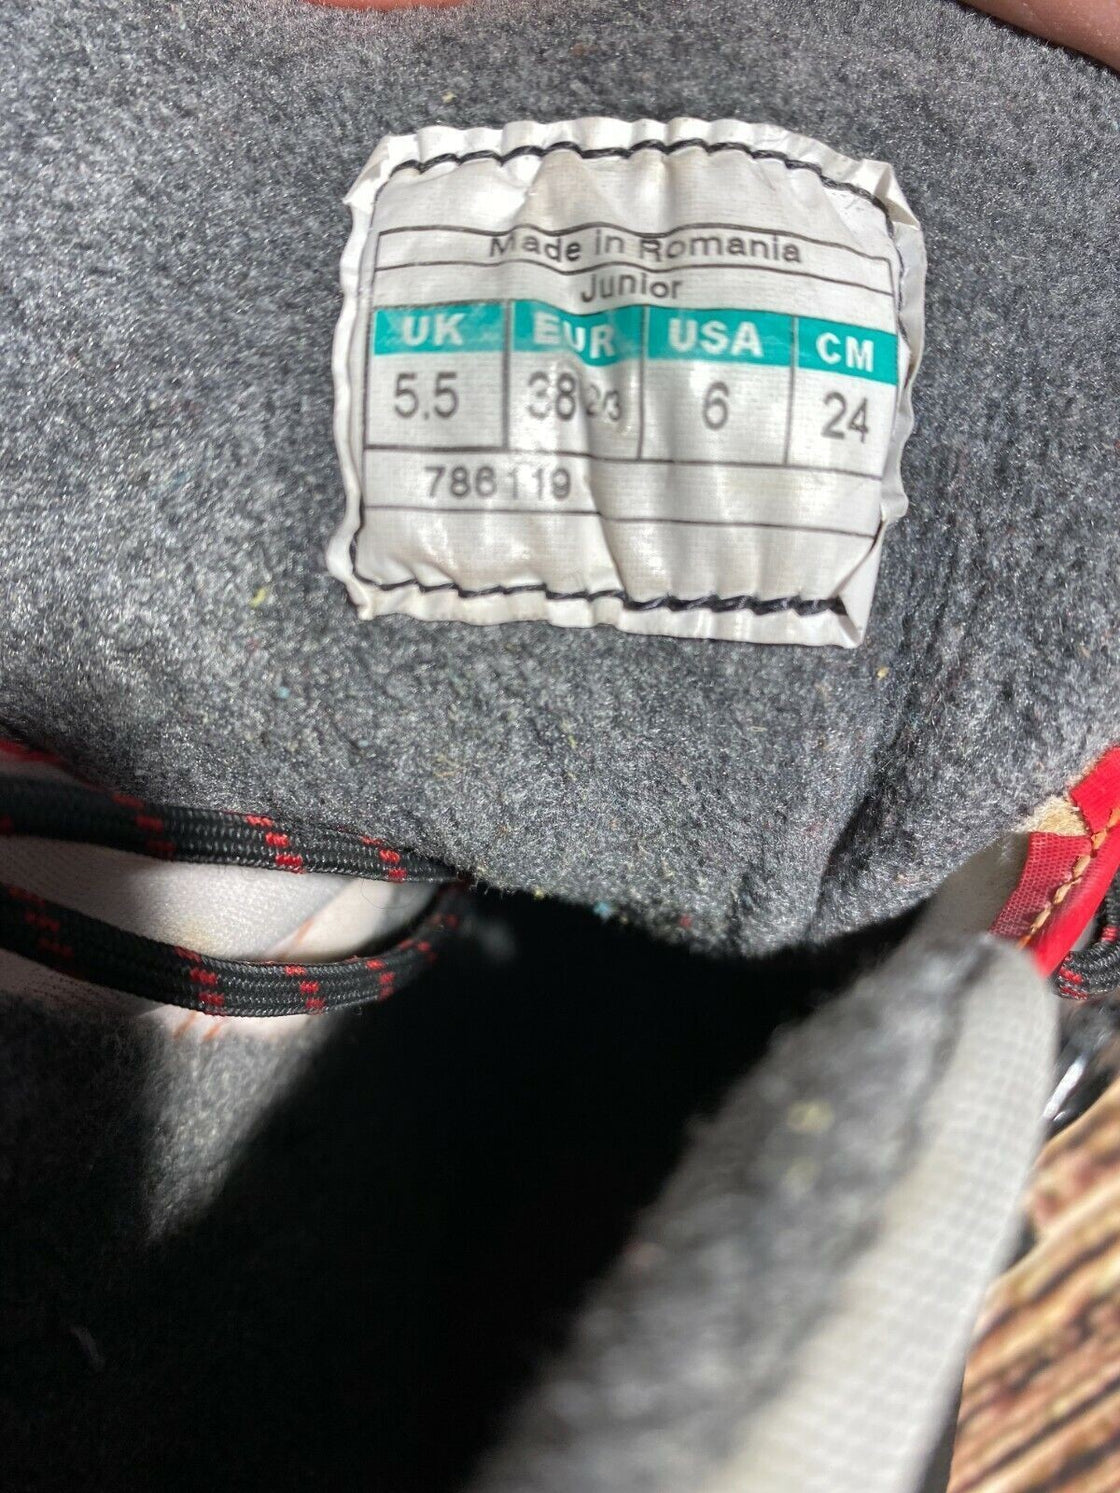 Made in Romania
Junior
UK EUR USA CM
5.5 38 2/3 6 24
786119